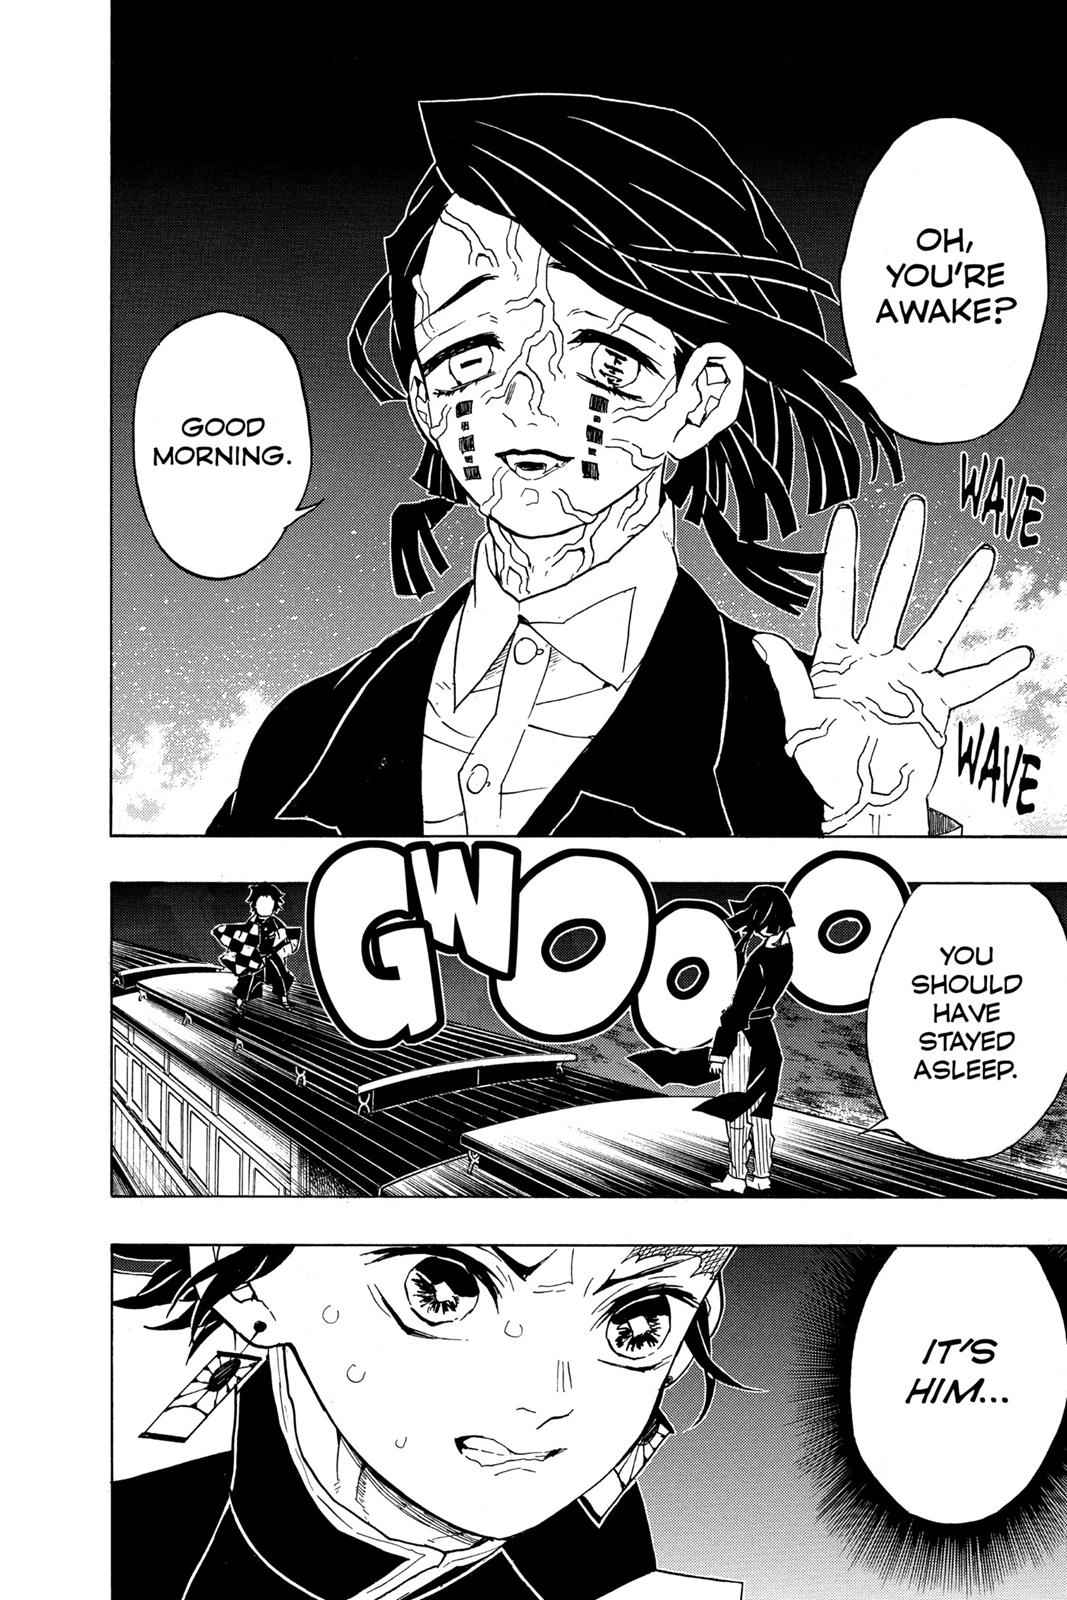 OH,
YOU'RE
AWAKE?
GOOD
MORNING.
WAVE
WAVE
GWOOOO
YOU
SHOULD
HAVE
STAYED
ASLEEP.
IT'S
HIM...